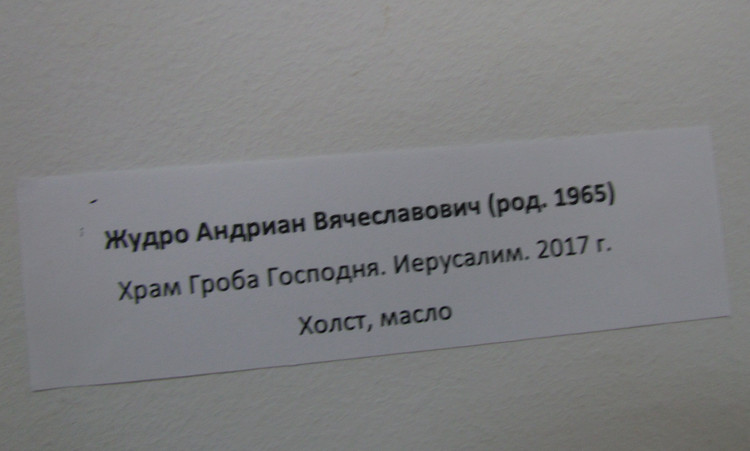 Жудро Андриан Вячеславович (род. 1965)
Храм Гроба Господня. Иерусалим. 2017 г.
Холст, масло